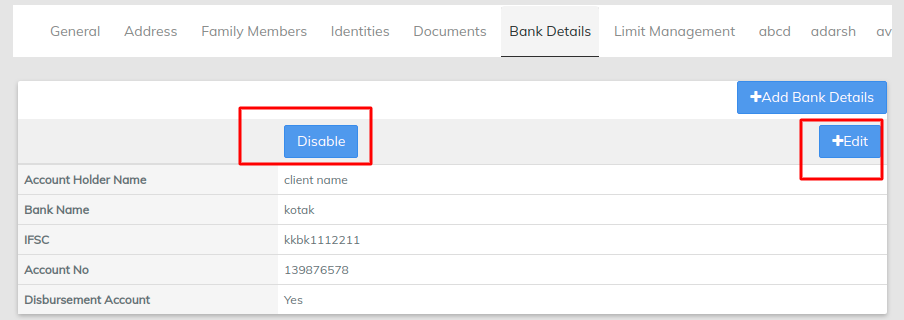 General Address Family Members Identities Documents Bank Details Limit Management abcd adarsh av
+Add Bank Details
Disable +Edit
Account Holder Name client name
Bank Name kotak
IFSC kkbk1112211
Account No 139876578
Disbursement Account Yes